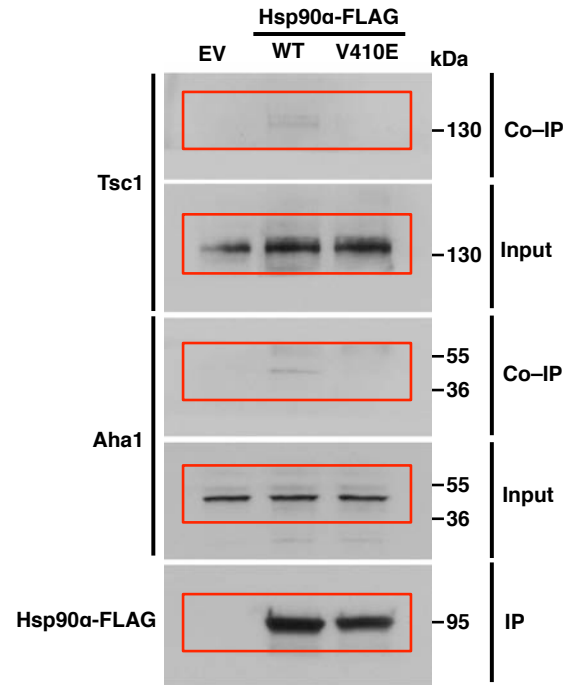 Hsp90α-FLAG
EV WT V410E kDa
Tsc1
–130 Co–IP
–130 Input
Aha1
–55
–36 Co–IP
–55
–36 Input
Hsp90α-FLAG –95 IP